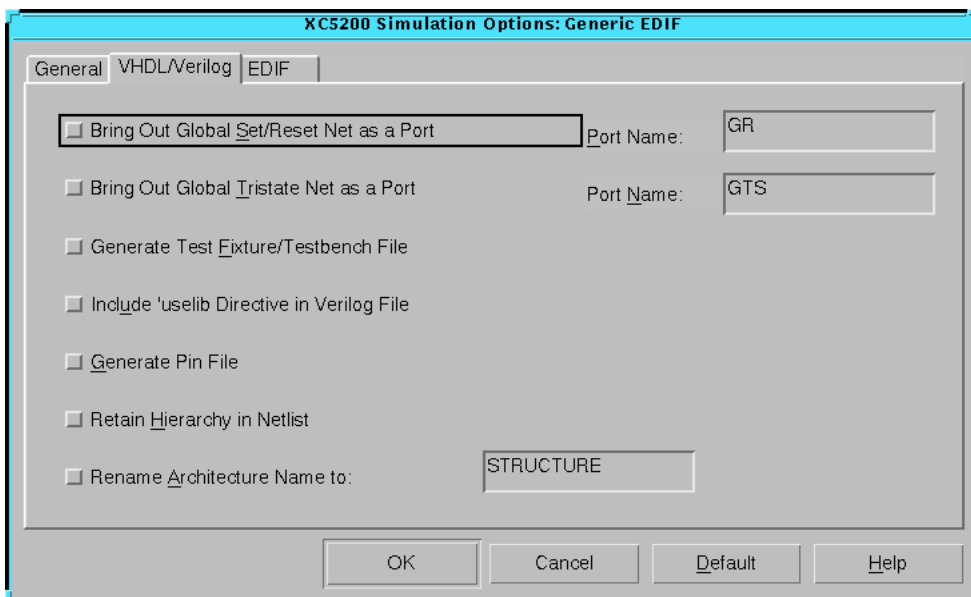 XC5200 Simulation Options: Generic EDIF
General VHDL/Verilog EDIF
Bring Out Global Set/Reset Net as a Port Port Name: GR
Bring Out Global Tristate Net as a Port Port Name: GTS
Generate Test Fixture/Testbench File
Include 'uselib Directive in Verilog File
Generate Pin File
Retain Hierarchy in Netlist
Rename Architecture Name to: STRUCTURE
OK Cancel Default Help